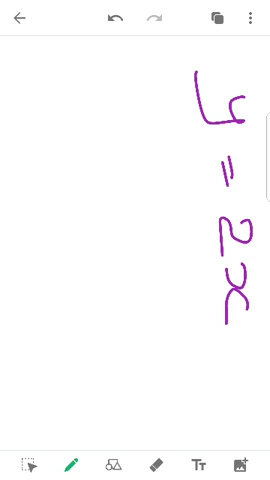 y = 2x